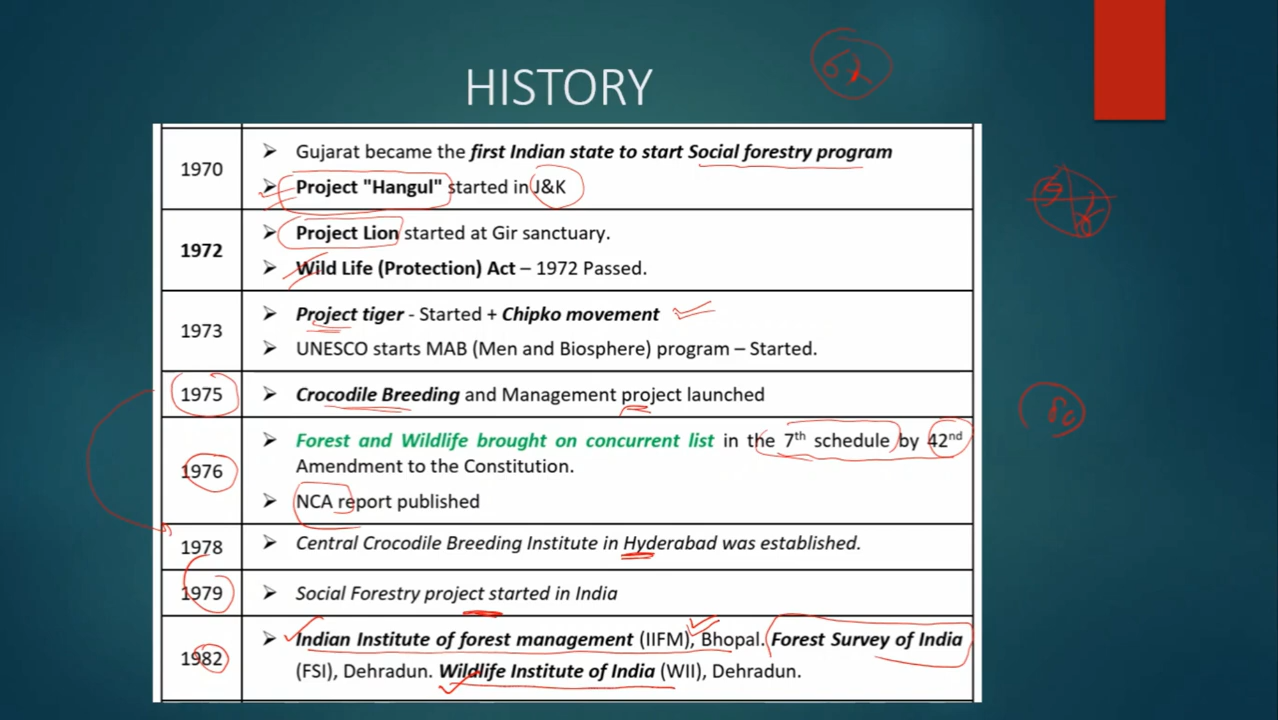 HISTORY
1970
➢ Gujarat became the first Indian state to start Social forestry program
➢ Project "Hangul" started in J&K
1972
➢ Project Lion started at Gir sanctuary.
➢ Wild Life (Protection) Act – 1972 Passed.
1973
➢ Project tiger - Started + Chipko movement
➢ UNESCO starts MAB (Men and Biosphere) program – Started.
1975
➢ Crocodile Breeding and Management project launched
1976
➢ Forest and Wildlife brought on concurrent list in the 7th schedule by 42nd
Amendment to the Constitution.
➢ NCA report published
1978
➢ Central Crocodile Breeding Institute in Hyderabad was established.
1979
➢ Social Forestry project started in India
1982
➢ Indian Institute of forest management (IIFM), Bhopal. Forest Survey of India
(FSI), Dehradun. Wildlife Institute of India (WII), Dehradun.